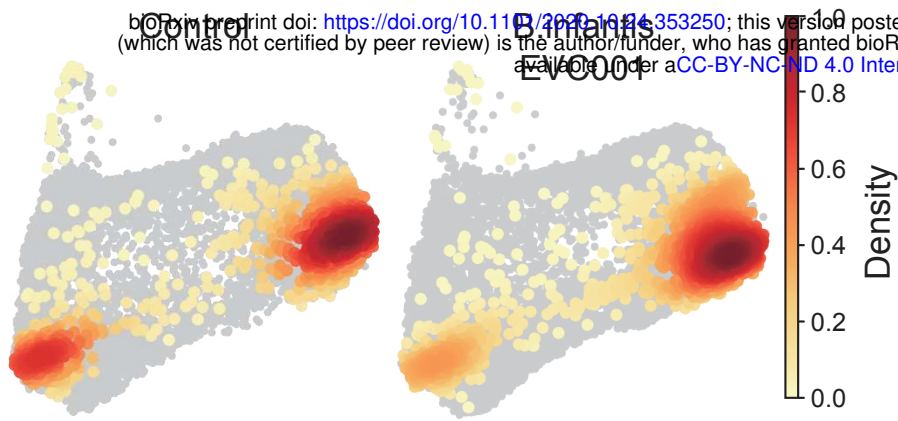 bioRxiv preprint doi: https://doi.org/10.1101/2020.10.24.353250; this version poste
(which was not certified by peer review) is the author/funder, who has granted bioR
available under aCC-BY-NC-ND 4.0 Inter
Control
B.infantis
EVC001
1.0
0.8
0.6
0.4
0.2
0.0
Density